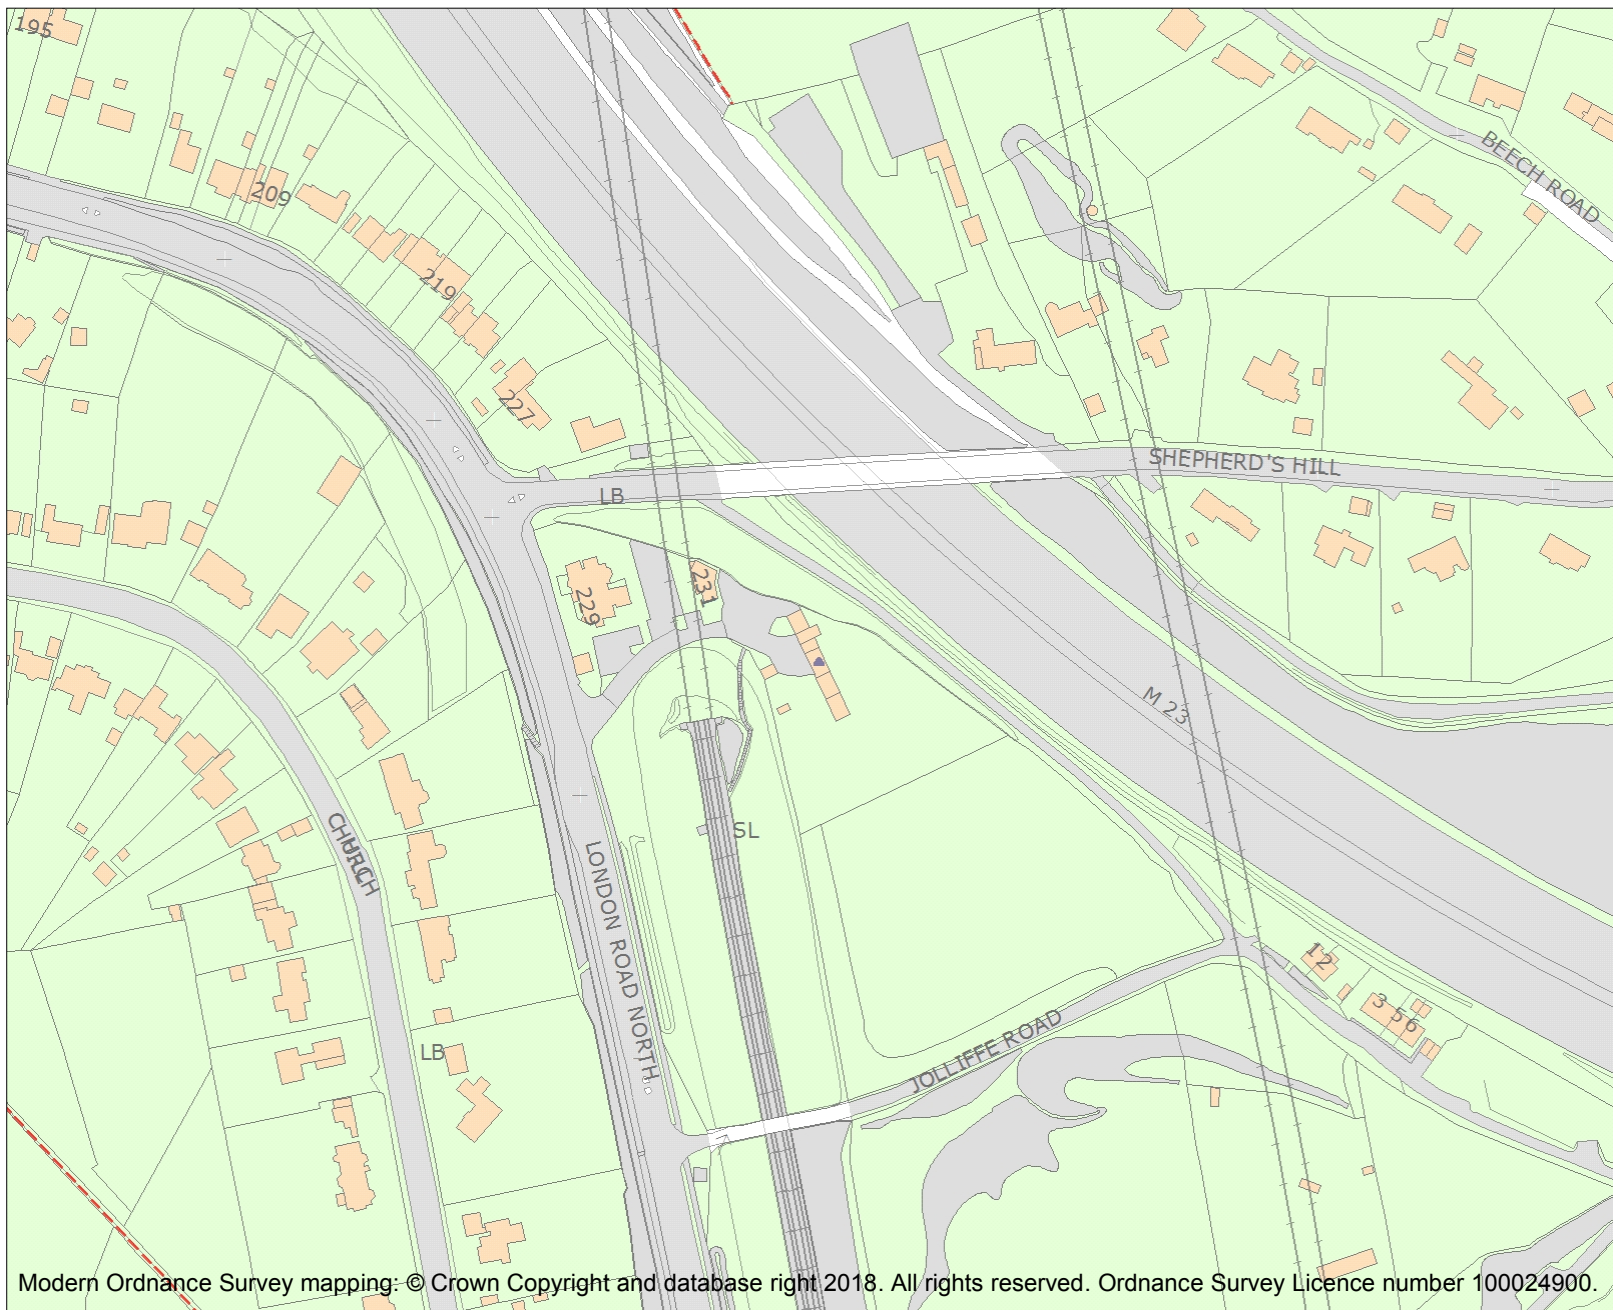 195
BEECH ROAD
209
219
227
SHEPHERD'S HILL
LB
231
229
M 23
SL
CHURCH
HILL
LONDON ROAD NORTH
12
3 5 6
JOLLIFFE ROAD
LB
Modern Ordnance Survey mapping: © Crown Copyright and database right 2018. All rights reserved. Ordnance Survey Licence number 100024900.